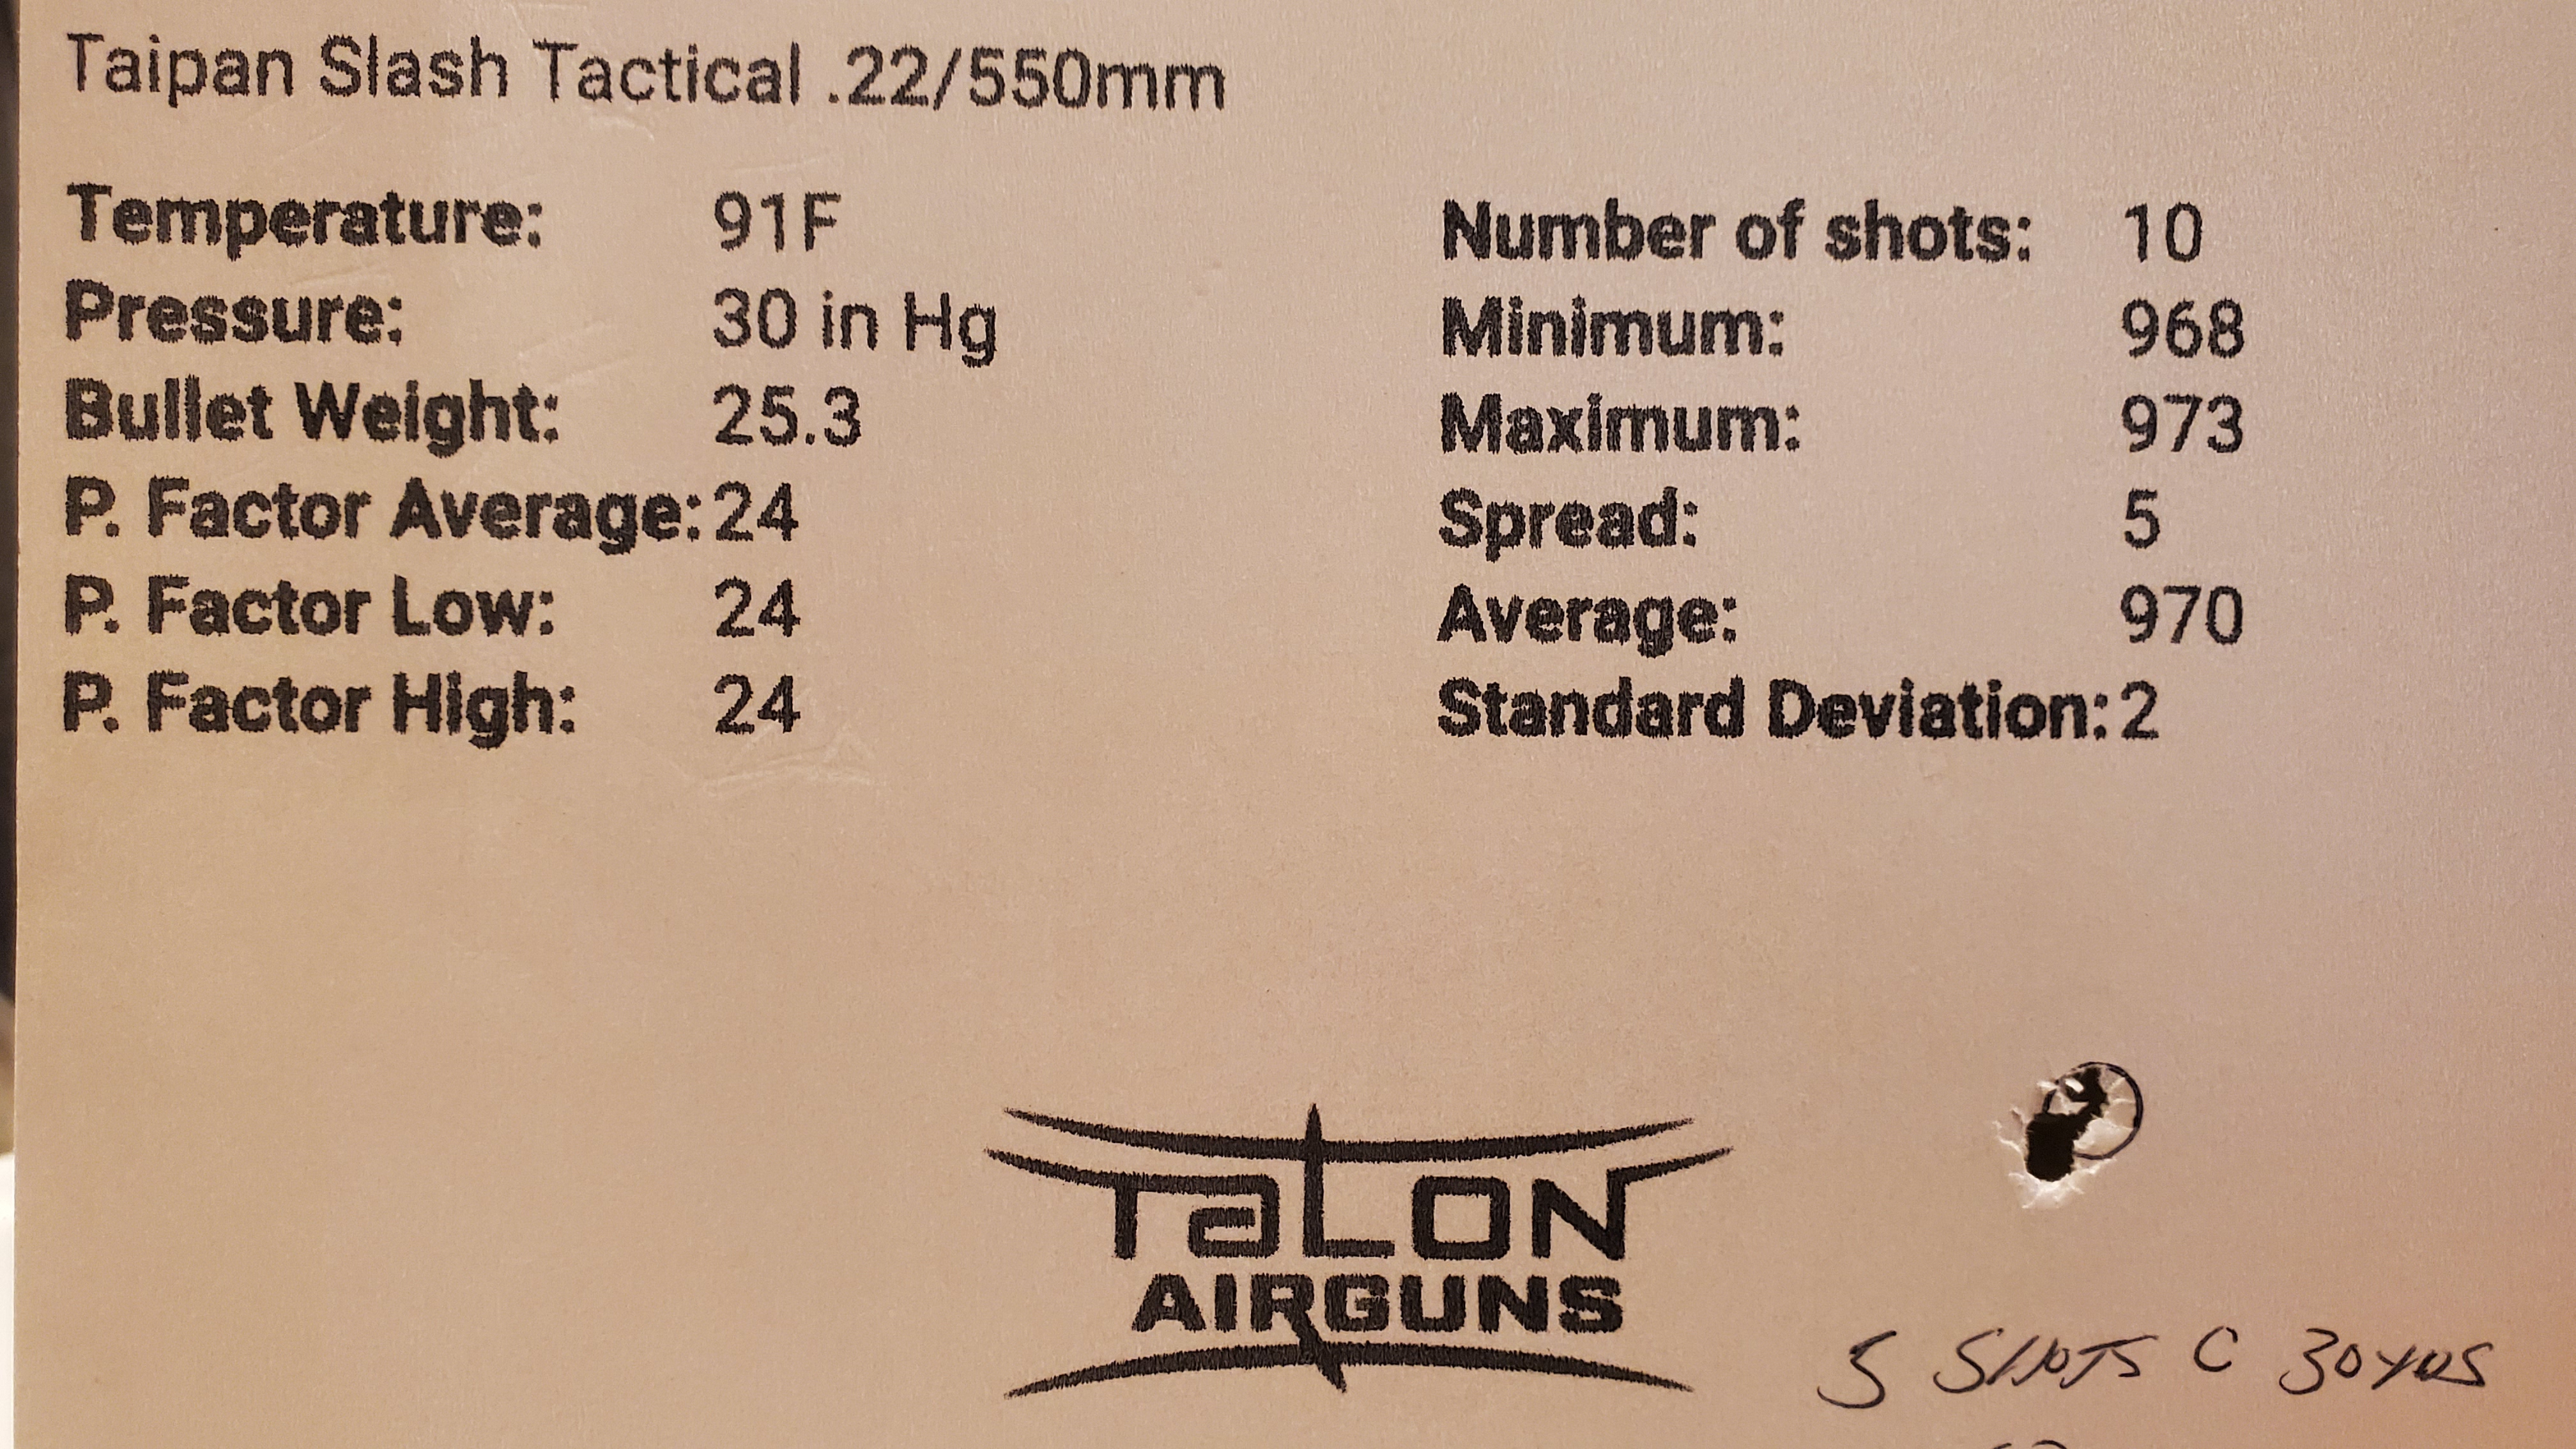 Taipan Slash Tactical .22/550mm
Temperature: 91F
Pressure: 30 in Hg
Bullet Weight: 25.3
P. Factor Average: 24
P. Factor Low: 24
P. Factor High: 24
Number of shots: 10
Minimum: 968
Maximum: 973
Spread: 5
Average: 970
Standard Deviation: 2
TaLON
AIRGUNS
5 SHOTS C 30YDS